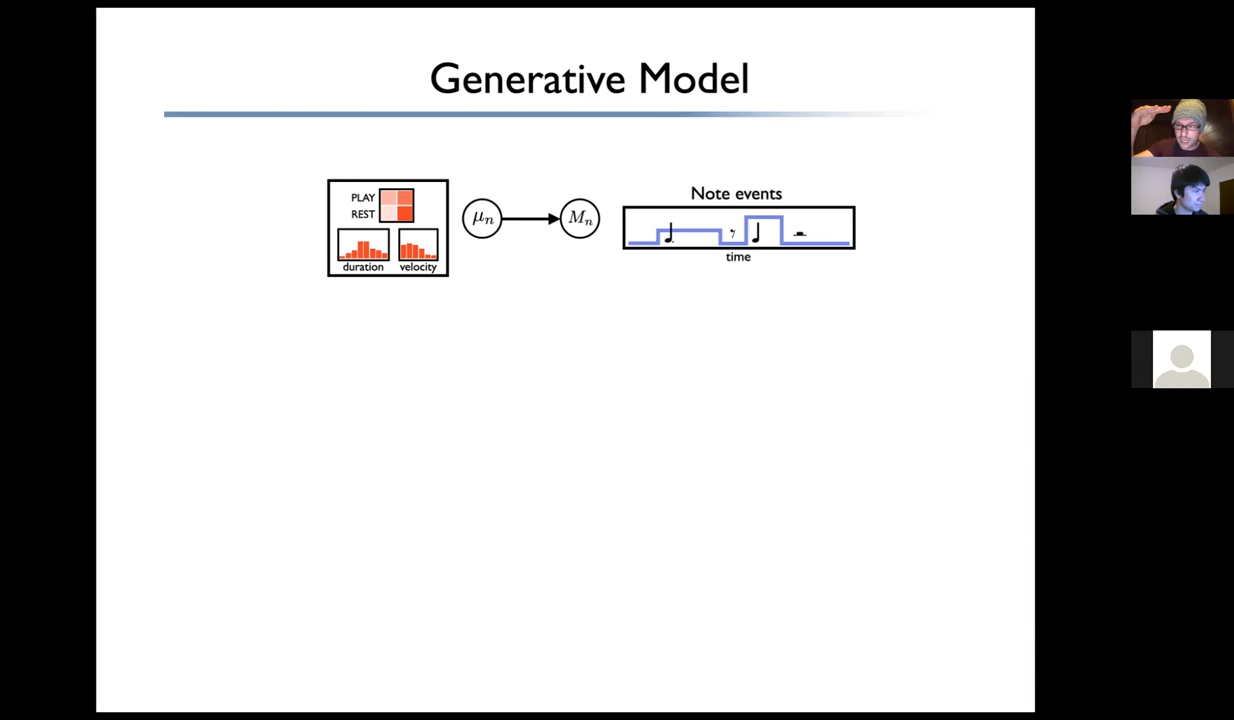 Generative Model
PLAY
REST
duration velocity
μₙ
Mₙ
Note events
time